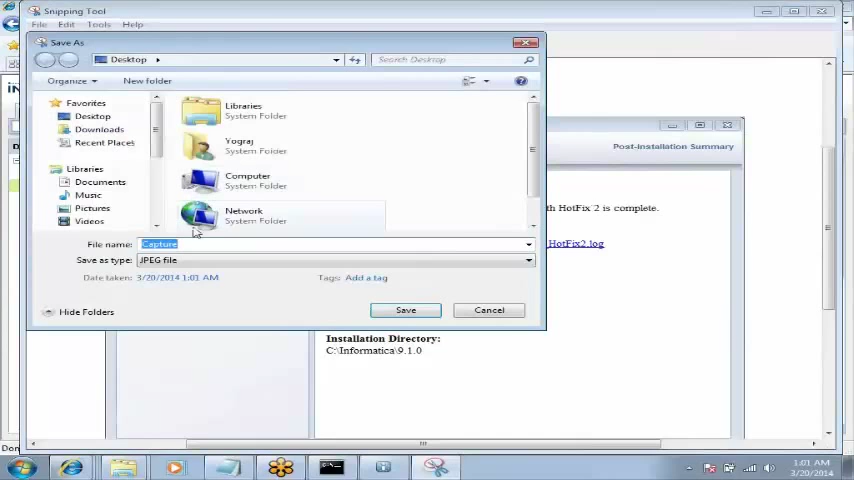 Snipping Tool
File Edit Tools Help
Save As
Desktop
Search Desktop
Organize New folder
Favorites
Desktop
Downloads
Recent Places
Libraries
Documents
Music
Pictures
Videos
Libraries
System Folder
Yograj
System Folder
Computer
System Folder
Network
System Folder
File name: Capture
Save as type: JPEG file
Date taken: 3/20/2014 1:01 AM Tags: Add a tag
Hide Folders Save Cancel
Post-Installation Summary
th HotFix 2 is complete.
_HotFix2.log
Installation Directory:
C:\Informatica\9.1.0
1:01 AM
3/20/2014